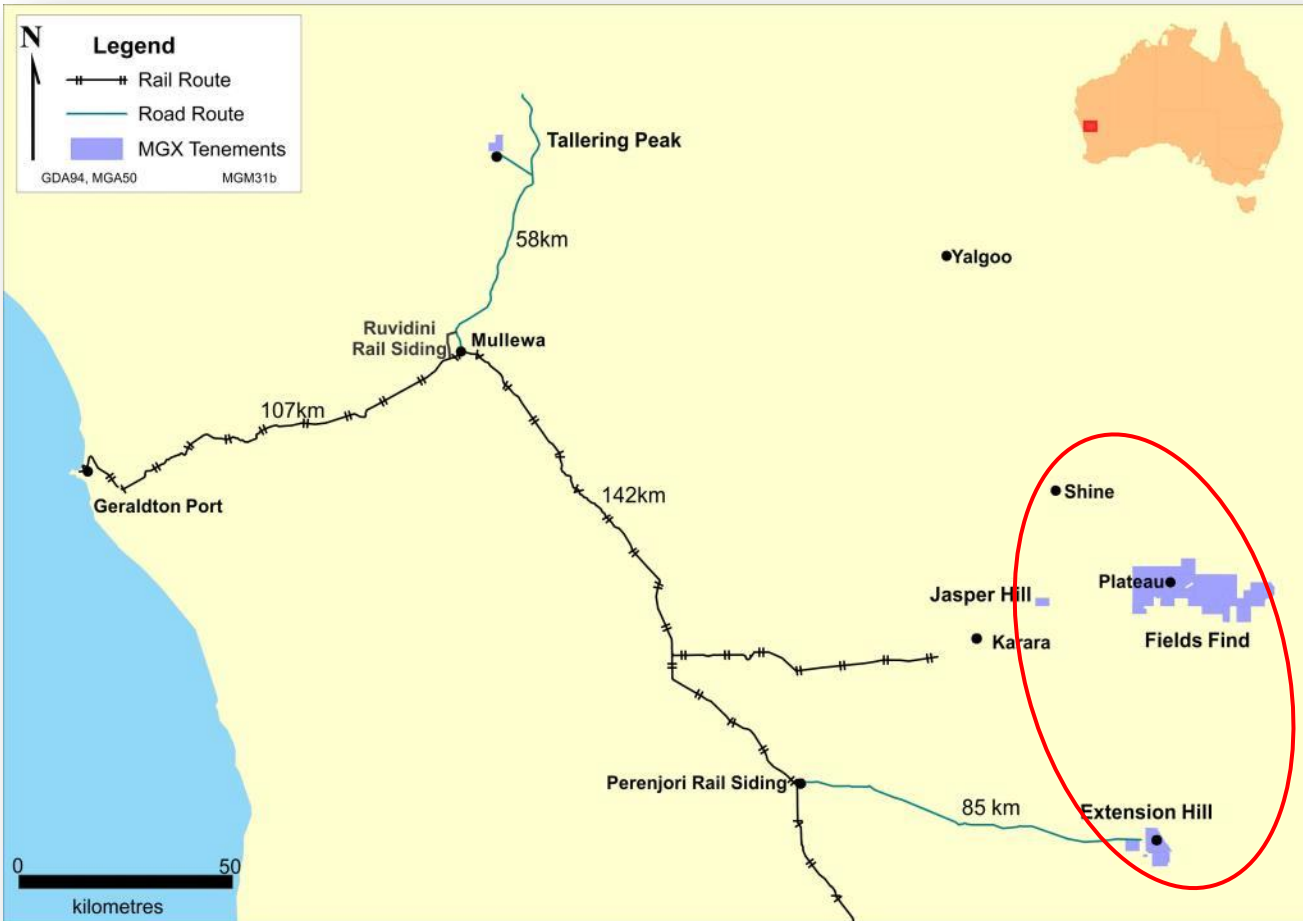 N
Legend
Rail Route
Road Route
MGX Tenements
GDA94, MGA50 MGM31b
Tallering Peak
58km
Yalgoo
Ruvidini
Rail Siding
Mullewa
107km
Geraldton Port
142km
Shine
Plateau
Jasper Hill
Karara
Fields Find
Perenjori Rail Siding
85 km
Extension Hill
0 50
kilometres